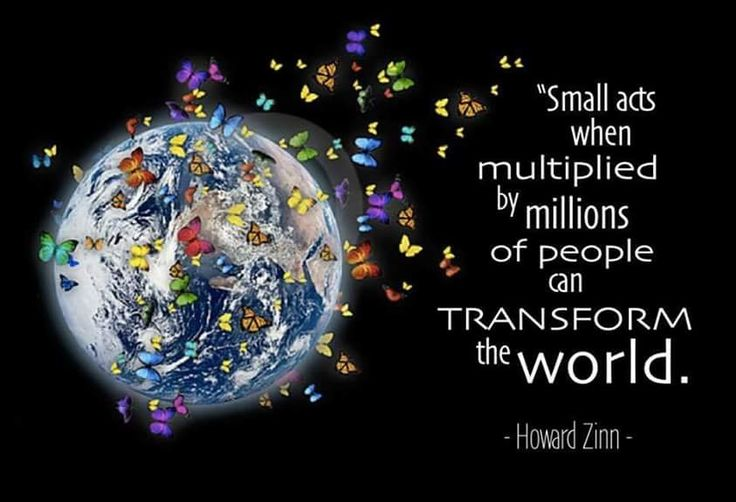 “Small acts
when
multiplied
by millions
of people
can
TRANSFORM
the world.
- Howard Zinn -